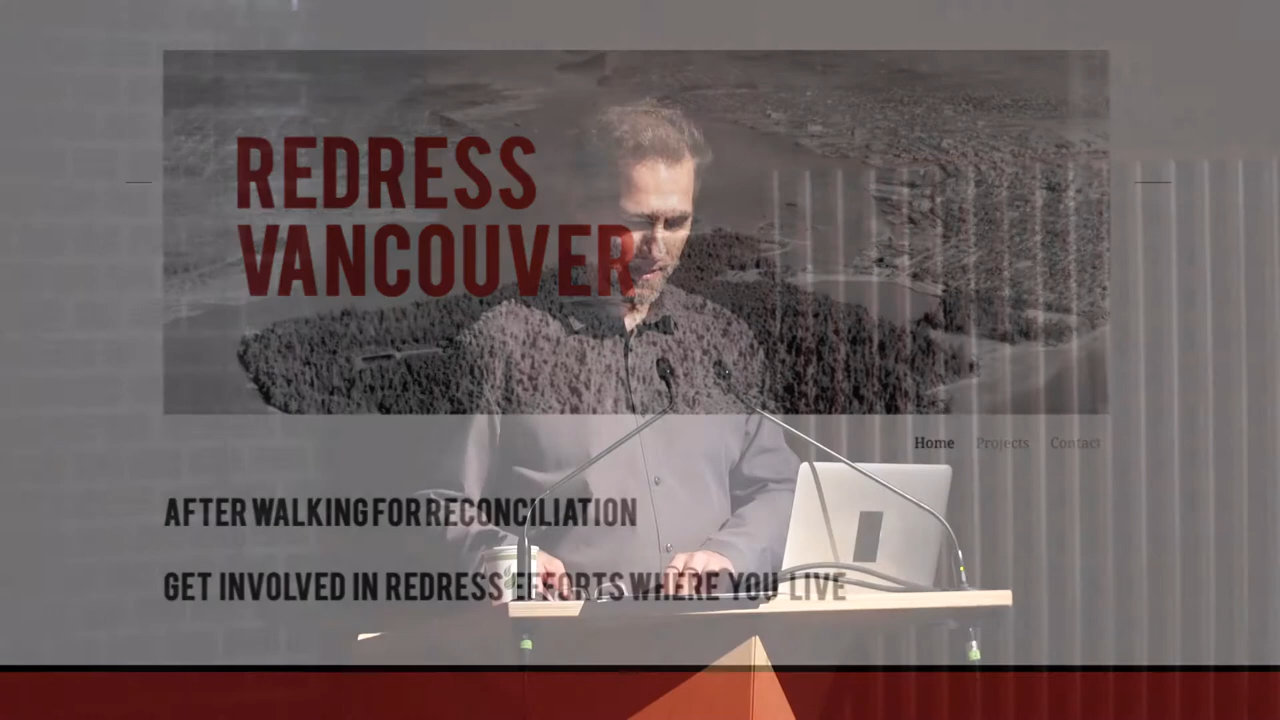 REDRESS
VANCOUVER
Home Projects Contact
AFTER WALKING FOR RECONCILIATION
GET INVOLVED IN REDRESS EFFORTS WHERE YOU LIVE